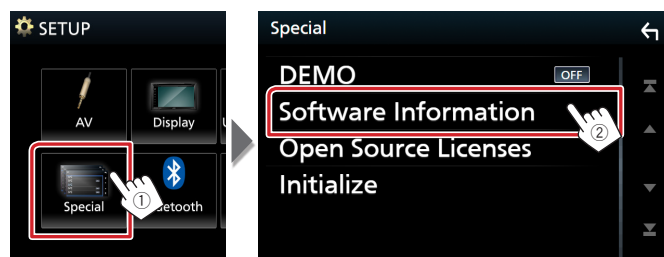 SETUP
AV
Display
Special
etooth
①
Special
DEMO
OFF
Software Information
②
Open Source Licenses
Initialize